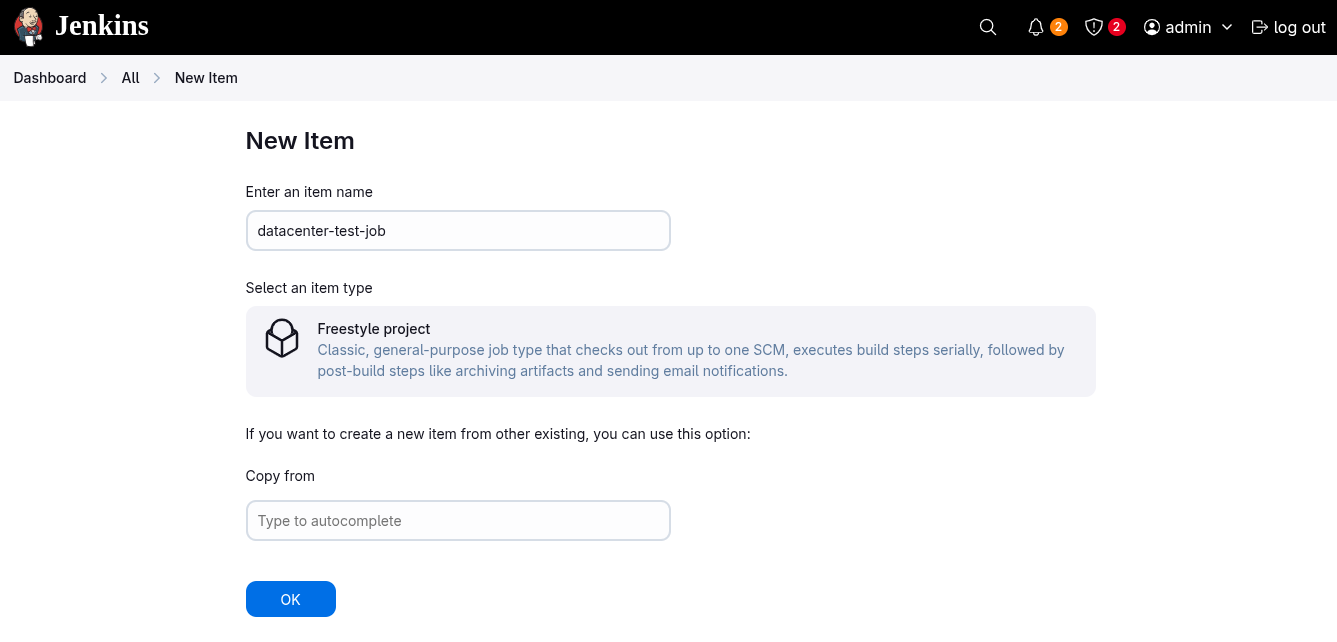 Jenkins
2
2
admin
log out
Dashboard
All
New Item
New Item
Enter an item name
datacenter-test-job
Select an item type
Freestyle project
Classic, general-purpose job type that checks out from up to one SCM, executes build steps serially, followed by
post-build steps like archiving artifacts and sending email notifications.
If you want to create a new item from other existing, you can use this option:
Copy from
Type to autocomplete
OK